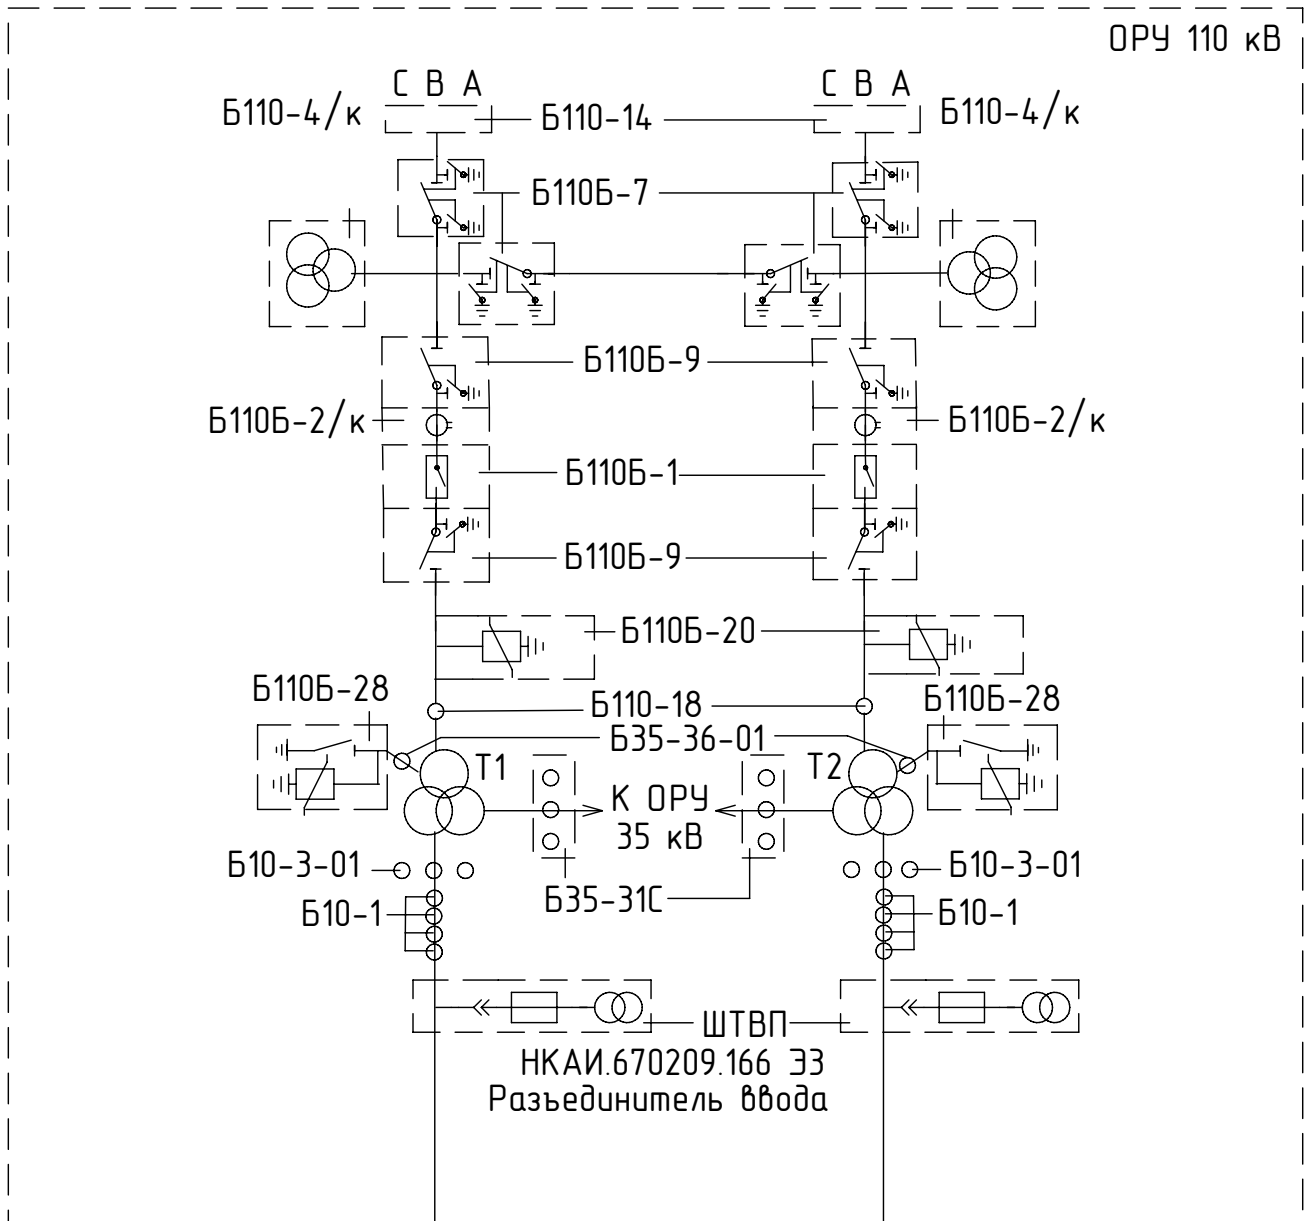 ОРУ 110 кВ
С В А
С В А
Б110-4/к
Б110-14
Б110-4/к
Б110Б-7
Б110Б-9
Б110Б-2/к
Б110Б-2/к
Б110Б-1
Б110Б-9
Б110Б-20
Б110Б-28
Б110-18
Б110Б-28
Б35-36-01
Т1
Т2
К ОРУ
35 кВ
Б10-3-01
Б10-3-01
Б35-31С
Б10-1
Б10-1
ШТВП
НКАИ.670209.166 ЭЗ
Разъединитель ввода